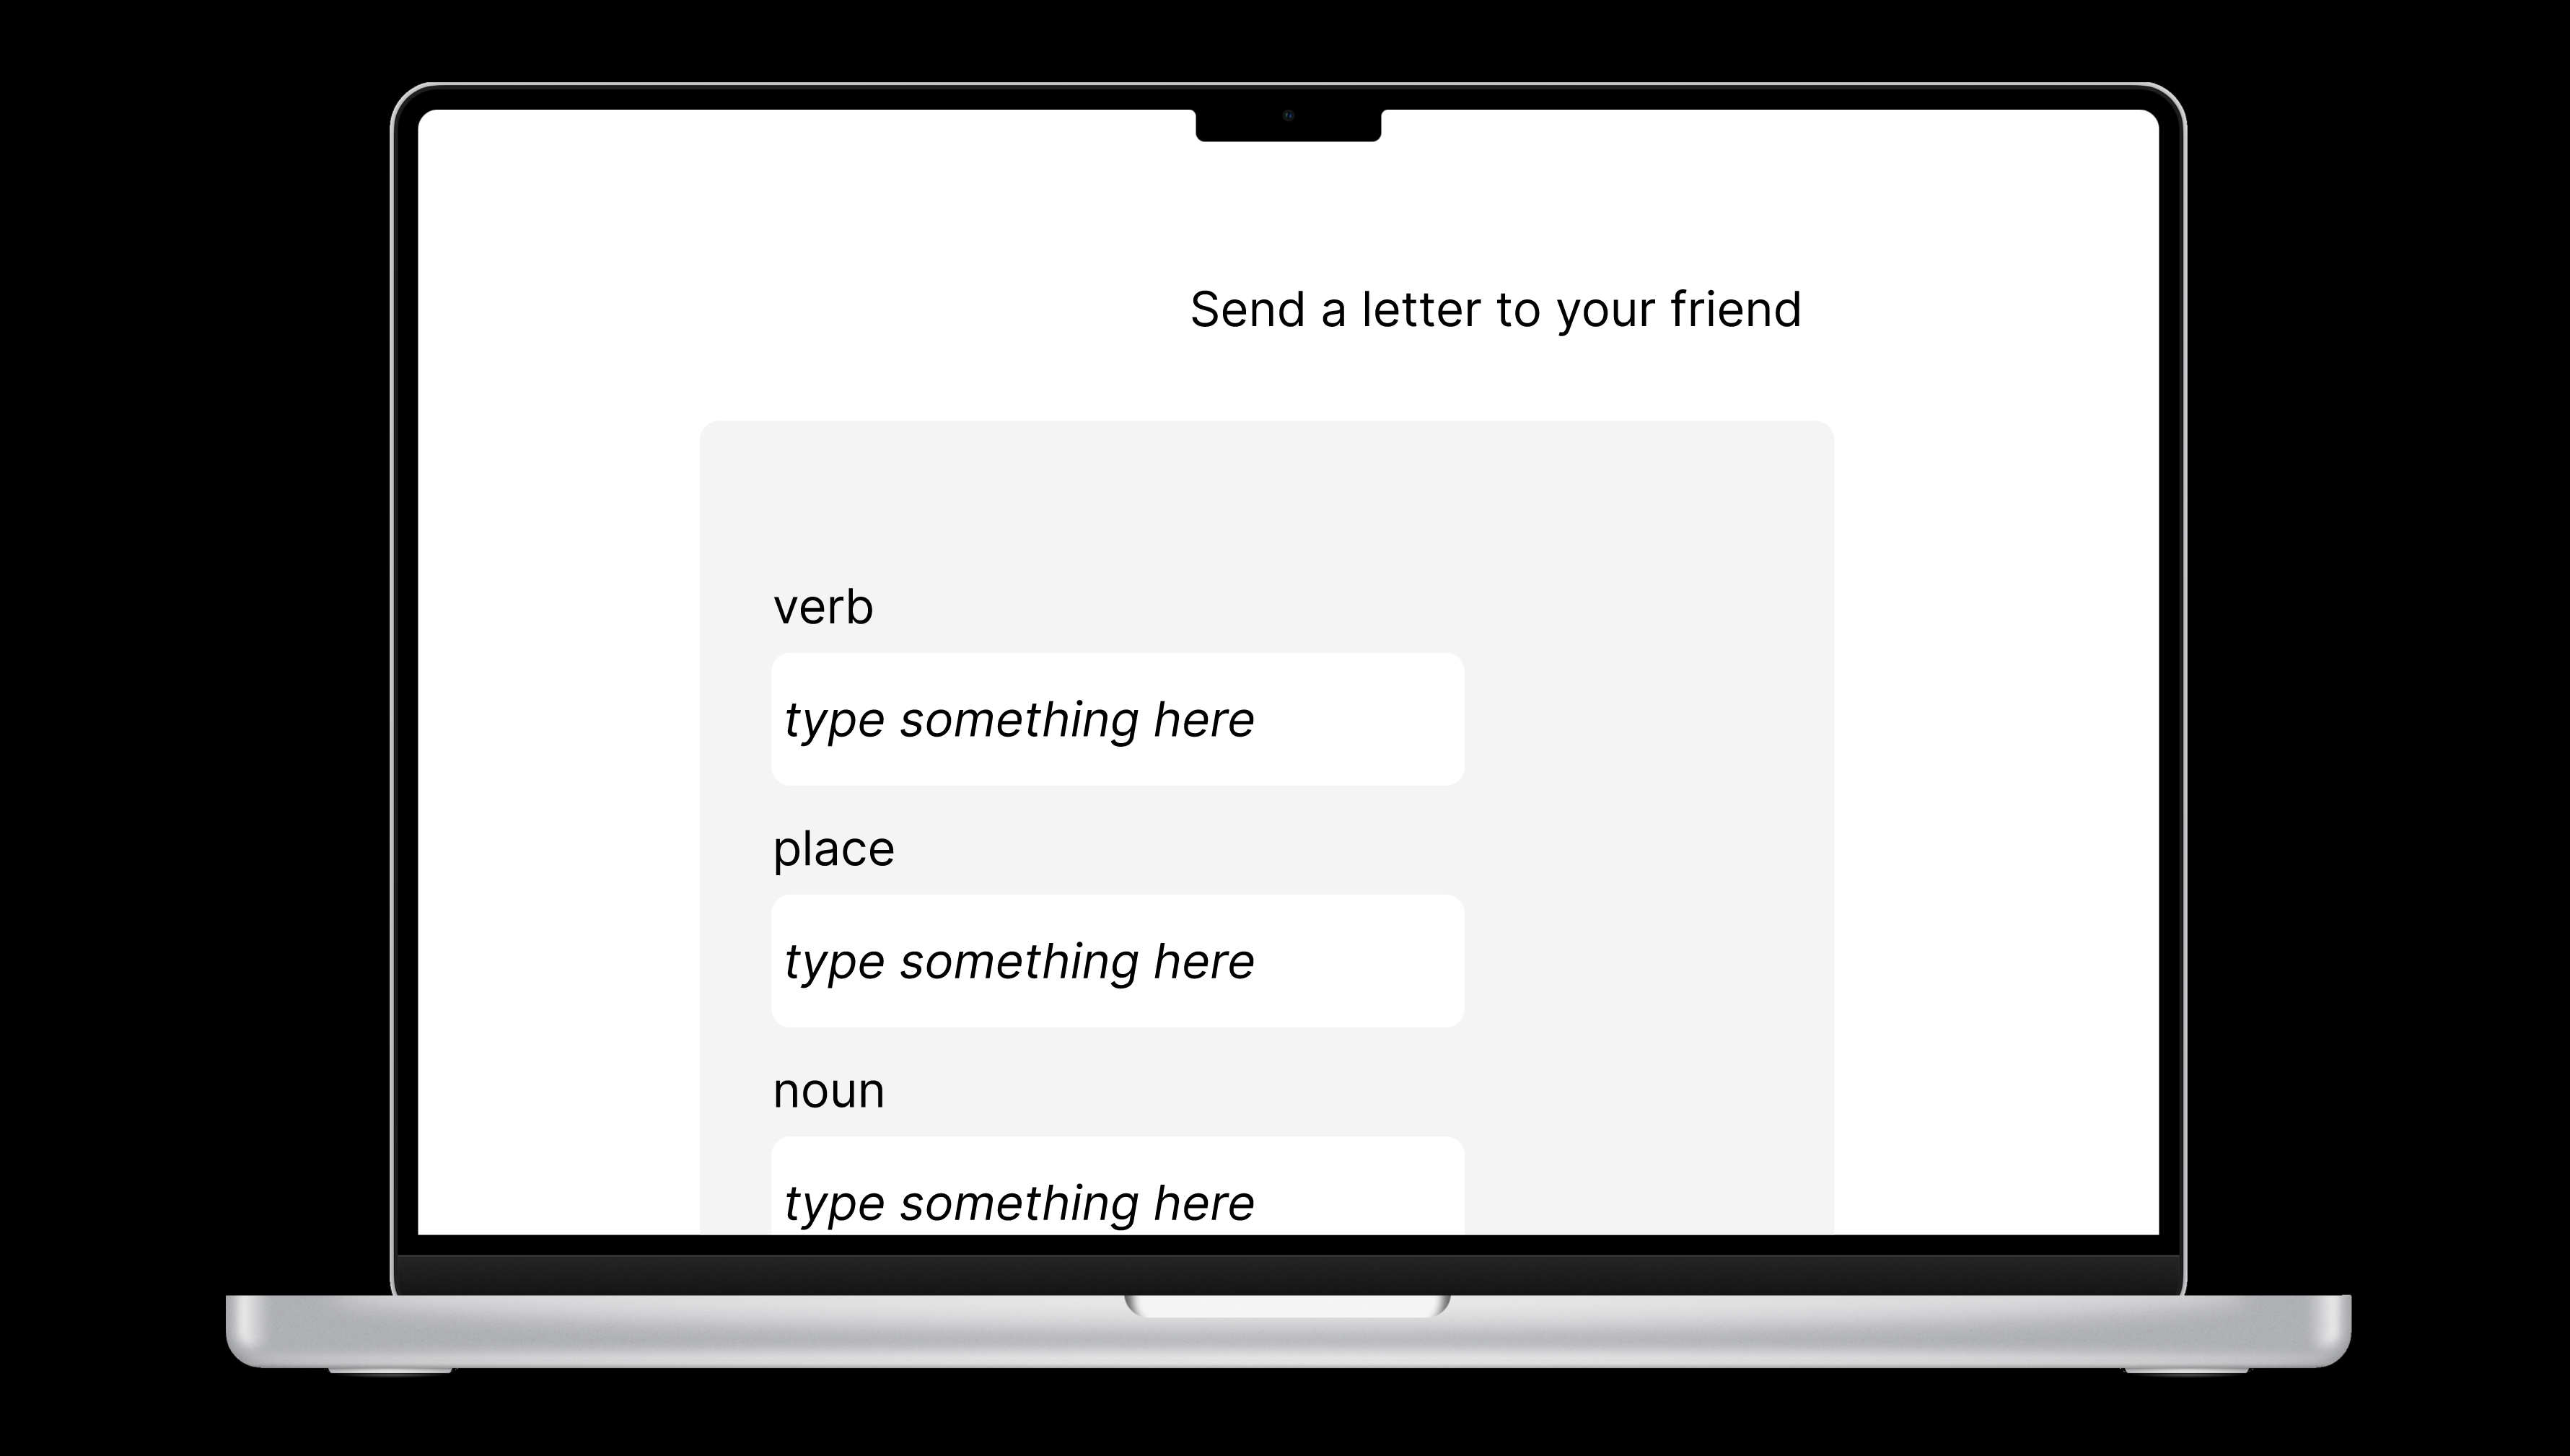 Send a letter to your friend
verb
type something here
place
type something here
noun
type something here